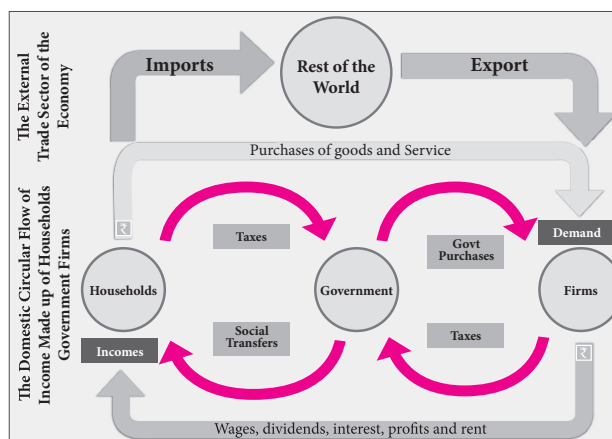 The External
Trade Sector of the
Economy
Imports
Rest of the
World
Export
Purchases of goods and Service
The Domestic Circular Flow of
Income Made up of Households
Government Firms
Taxes
Govt
Purchases
Demand
Households
Government
Firms
Incomes
Social
Transfers
Taxes
Wages, dividends, interest, profits and rent